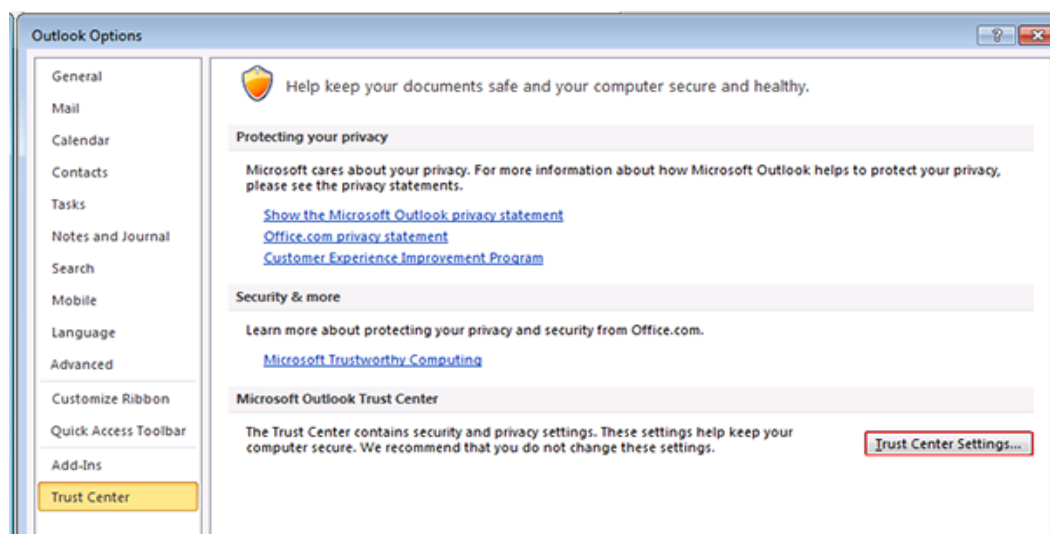 Outlook Options
General
Mail
Calendar
Contacts
Tasks
Notes and Journal
Search
Mobile
Language
Advanced
Customize Ribbon
Quick Access Toolbar
Add-Ins
Trust Center
Help keep your documents safe and your computer secure and healthy.
Protecting your privacy
Microsoft cares about your privacy. For more information about how Microsoft Outlook helps to protect your privacy,
please see the privacy statements.
Show the Microsoft Outlook privacy statement
Office.com privacy statement
Customer Experience Improvement Program
Security & more
Learn more about protecting your privacy and security from Office.com.
Microsoft Trustworthy Computing
Microsoft Outlook Trust Center
The Trust Center contains security and privacy settings. These settings help keep your
computer secure. We recommend that you do not change these settings.
Trust Center Settings...